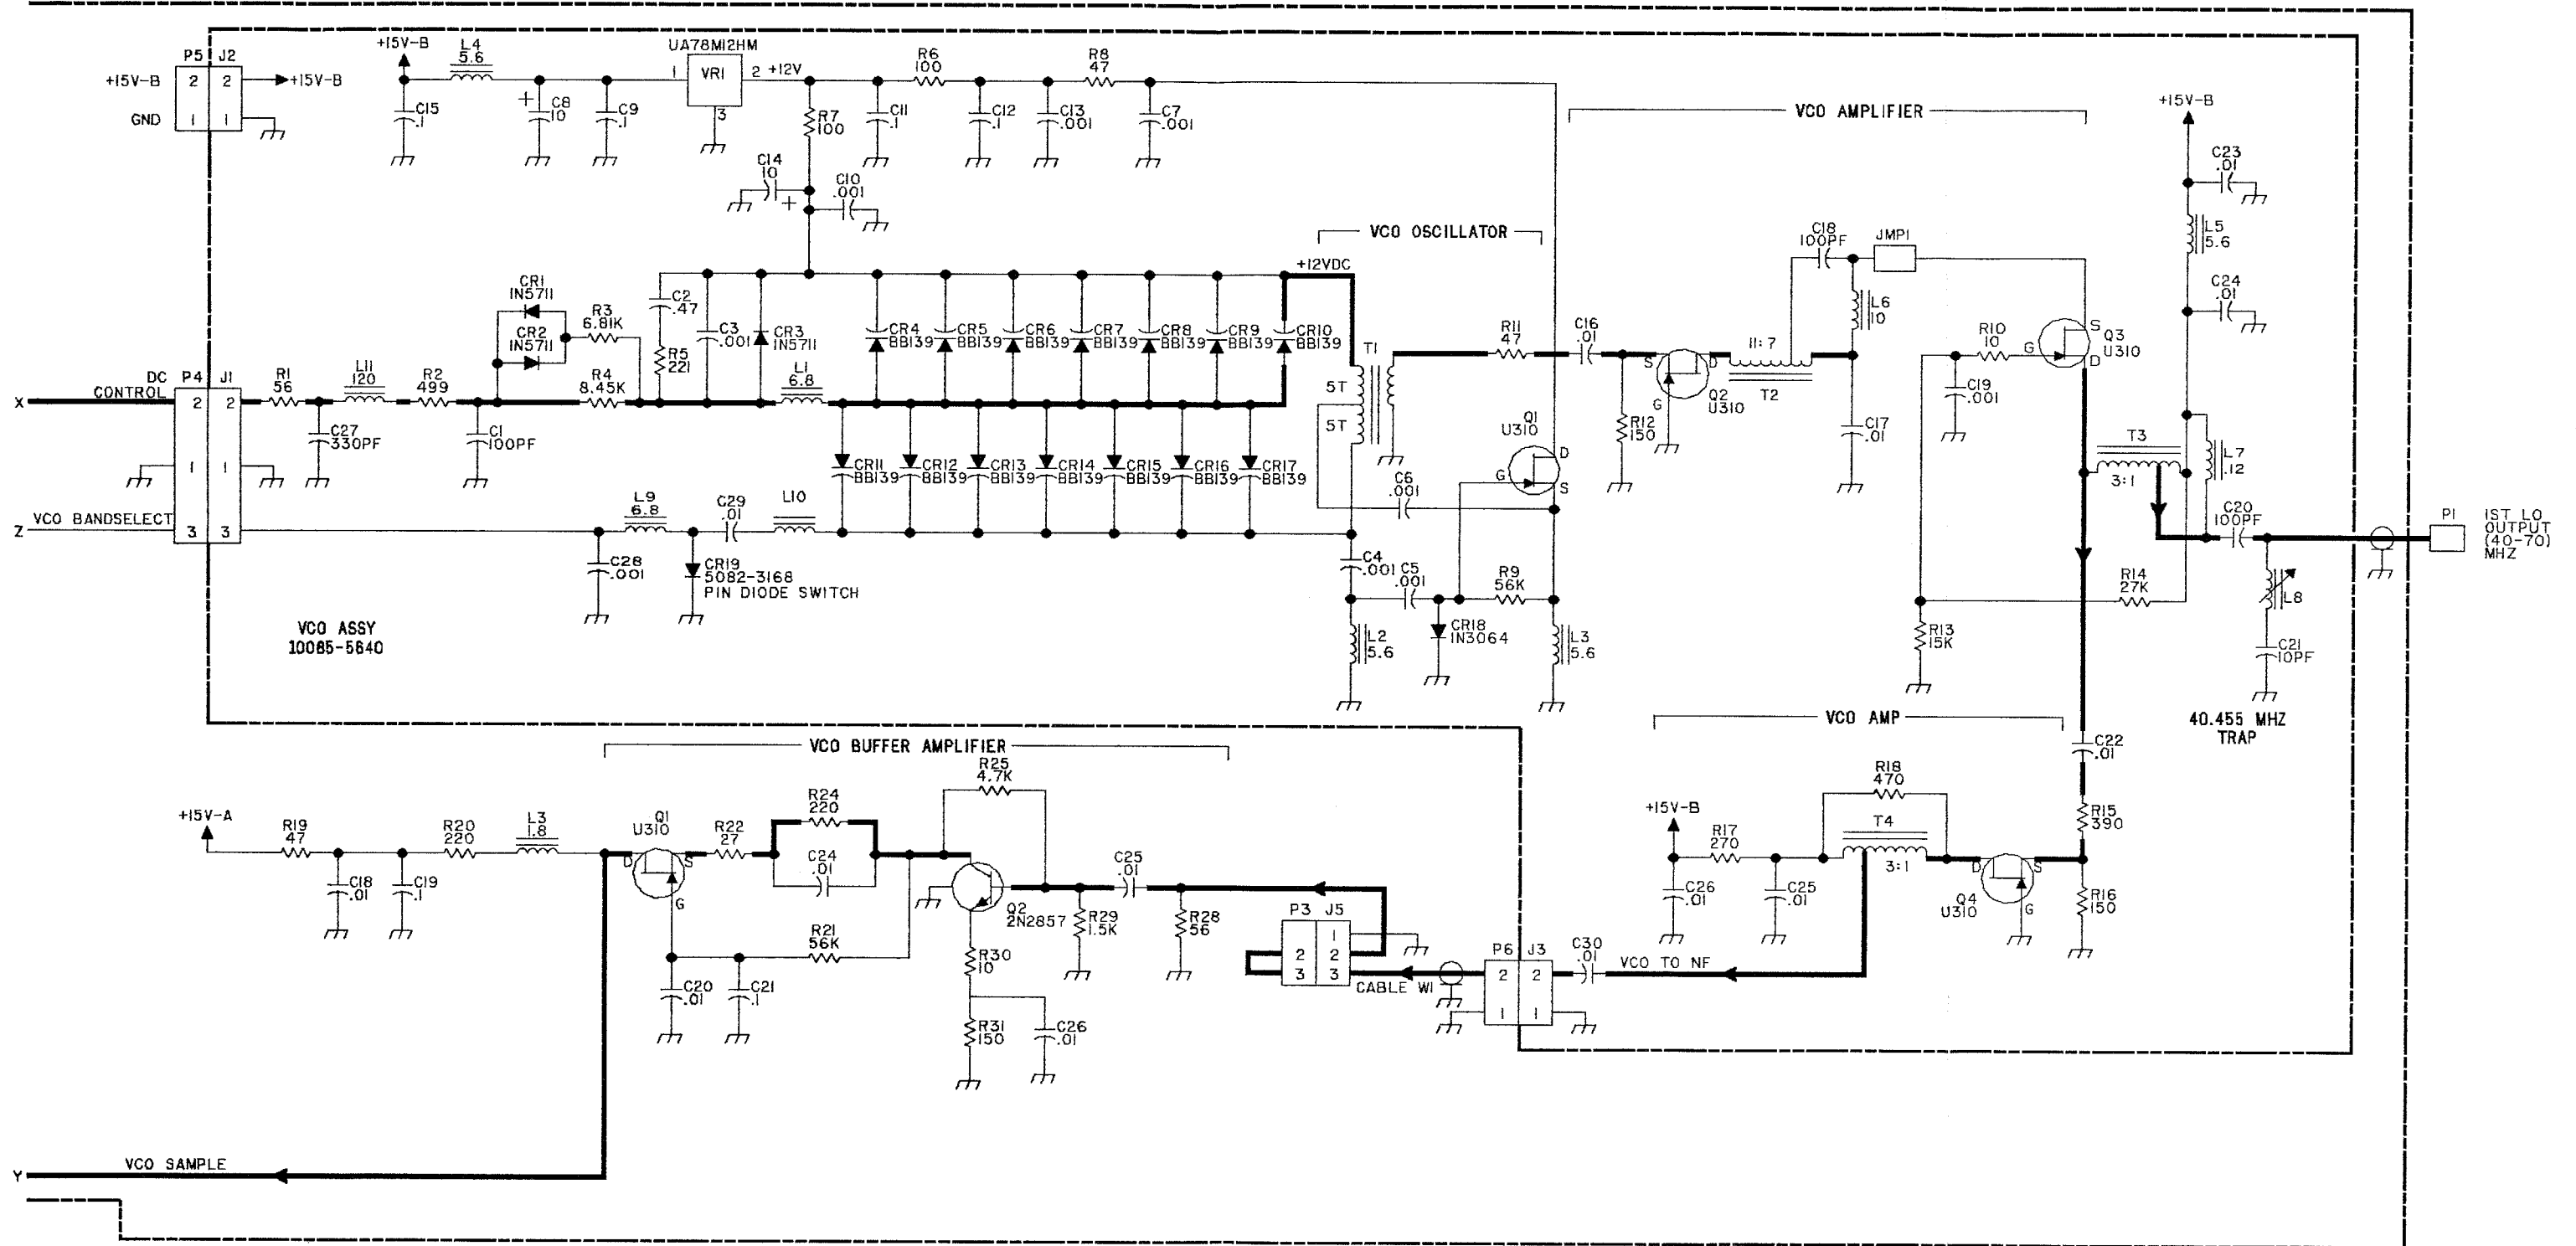 P5 J2
+15V-B 2 2 +15V-B
GND 1 1
+15V-B
L4
5.6
C15
.1
+
C8
10
C9
.1
UA78M12HM
1 VR1 2 +12V
3
R7
100
C11
.1
R6
100
C12
.1
C13
.001
R8
47
C7
.001
C14
10
+
C10
.001
VCO AMPLIFIER
+15V-B
C23
.01
L5
5.6
C24
.01
VCO OSCILLATOR
+12VDC
CR1
1N5711
CR2
1N5711
R3
6.81K
R4
8.45K
C2
.47
R5
221
C3
.001
CR3
1N5711
L1
6.8
CR4
BB139
CR5
BB139
CR6
BB139
CR7
BB139
CR8
BB139
CR9
BB139
CR10
BB139
T1
5T
5T
R11
47
C16
.01
R12
150
S D
G
Q2
U310
11:7
T2
C18
100PF
JMP1
L6
10
C17
.01
R10
10
C19
.001
G
S
Q3
U310
D
X
DC
CONTROL
P4 J1
2 2
1 1
3 3
R1
56
C27
330PF
L11
120
R2
499
C1
100PF
CR11
BB139
CR12
BB139
CR13
BB139
CR14
BB139
CR15
BB139
CR16
BB139
CR17
BB139
Q1
U310
D
G
S
C6
.001
T3
3:1
L7
.12
C20
100PF
P1
1ST LO
OUTPUT
(40-70)
MHZ
Z
VCO BANDSELECT
L9
6.8
C29
.01
L10
C28
.001
CR19
5082-3168
PIN DIODE SWITCH
C4
.001
C5
.001
R9
56K
CR18
1N3064
L2
5.6
L3
5.6
R14
27K
R13
15K
L8
C21
10PF
40.455 MHZ
TRAP
VCO ASSY
10085-5640
VCO AMP
C22
.01
R15
390
R16
150
R18
470
T4
3:1
+15V-B
R17
270
C26
.01
C25
.01
D S
Q4
U310
G
VCO BUFFER AMPLIFIER
+15V-A
R19
47
C18
.01
C19
.1
R20
220
L3
1.8
Q1
U310
D S
G
R22
27
R24
220
C24
.01
R25
4.7K
Q2
2N2857
R21
56K
C20
.01
C21
.1
R30
10
R31
150
C26
.01
R29
1.5K
C25
.01
R28
56
P3 J5
1
2 2
3 3
CABLE W1
P6 J3
2 2
1 1
C30
.01
VCO TO NF
Y
VCO SAMPLE